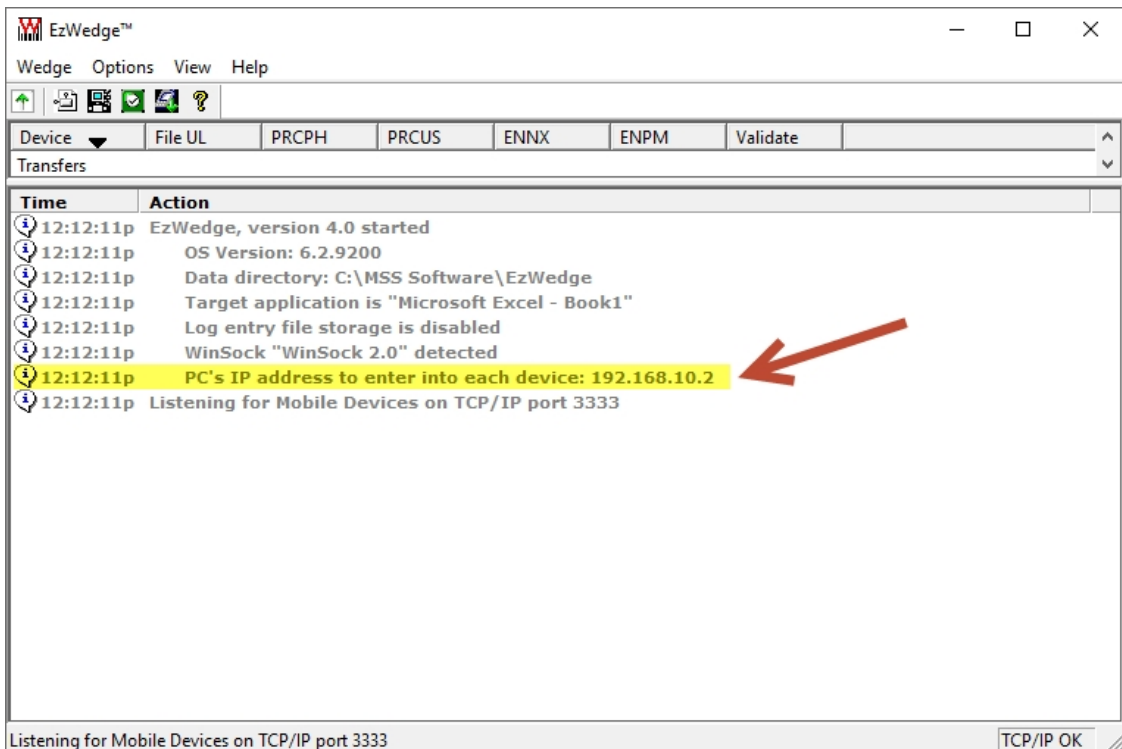 EzWedge™
Wedge Options View Help
Device File UL PRCPH PRCUS ENNX ENPM Validate
Transfers
Time Action
12:12:11p EzWedge, version 4.0 started
12:12:11p OS Version: 6.2.9200
12:12:11p Data directory: C:\MSS Software\EzWedge
12:12:11p Target application is "Microsoft Excel - Book1"
12:12:11p Log entry file storage is disabled
12:12:11p WinSock "WinSock 2.0" detected
12:12:11p PC's IP address to enter into each device: 192.168.10.2
12:12:11p Listening for Mobile Devices on TCP/IP port 3333
Listening for Mobile Devices on TCP/IP port 3333 TCP/IP OK